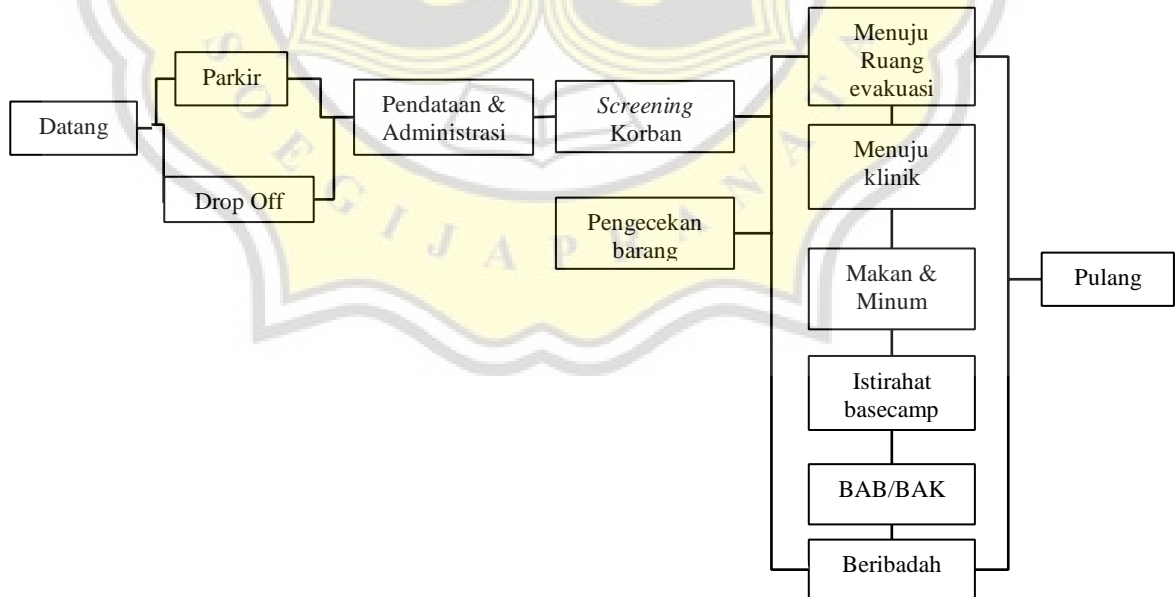 Datang
Parkir
Drop Off
Pendataan &
Administrasi
Screening
Korban
Pengecekan
barang
Menuju
Ruang
evakuasi
Menuju
klinik
Makan &
Minum
Istirahat
basecamp
BAB/BAK
Beribadah
Pulang
SOEGIJAPRANATA